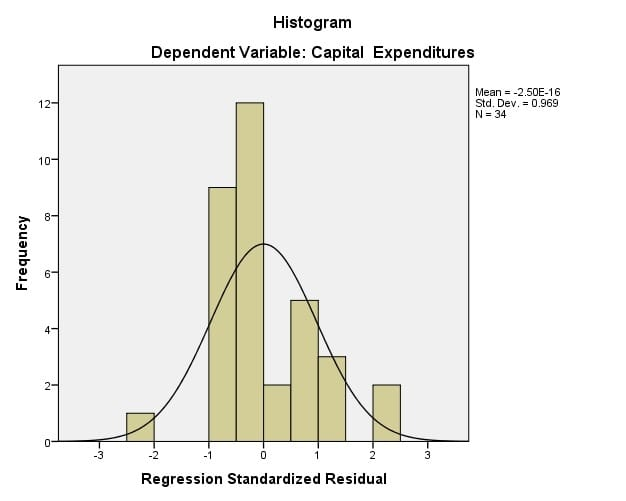 Histogram
Dependent Variable: Capital Expenditures
Mean = -2.50E-16
Std. Dev. = 0.969
N = 34
Frequency
12
10
8
6
4
2
0
-3 -2 -1 0 1 2 3
Regression Standardized Residual